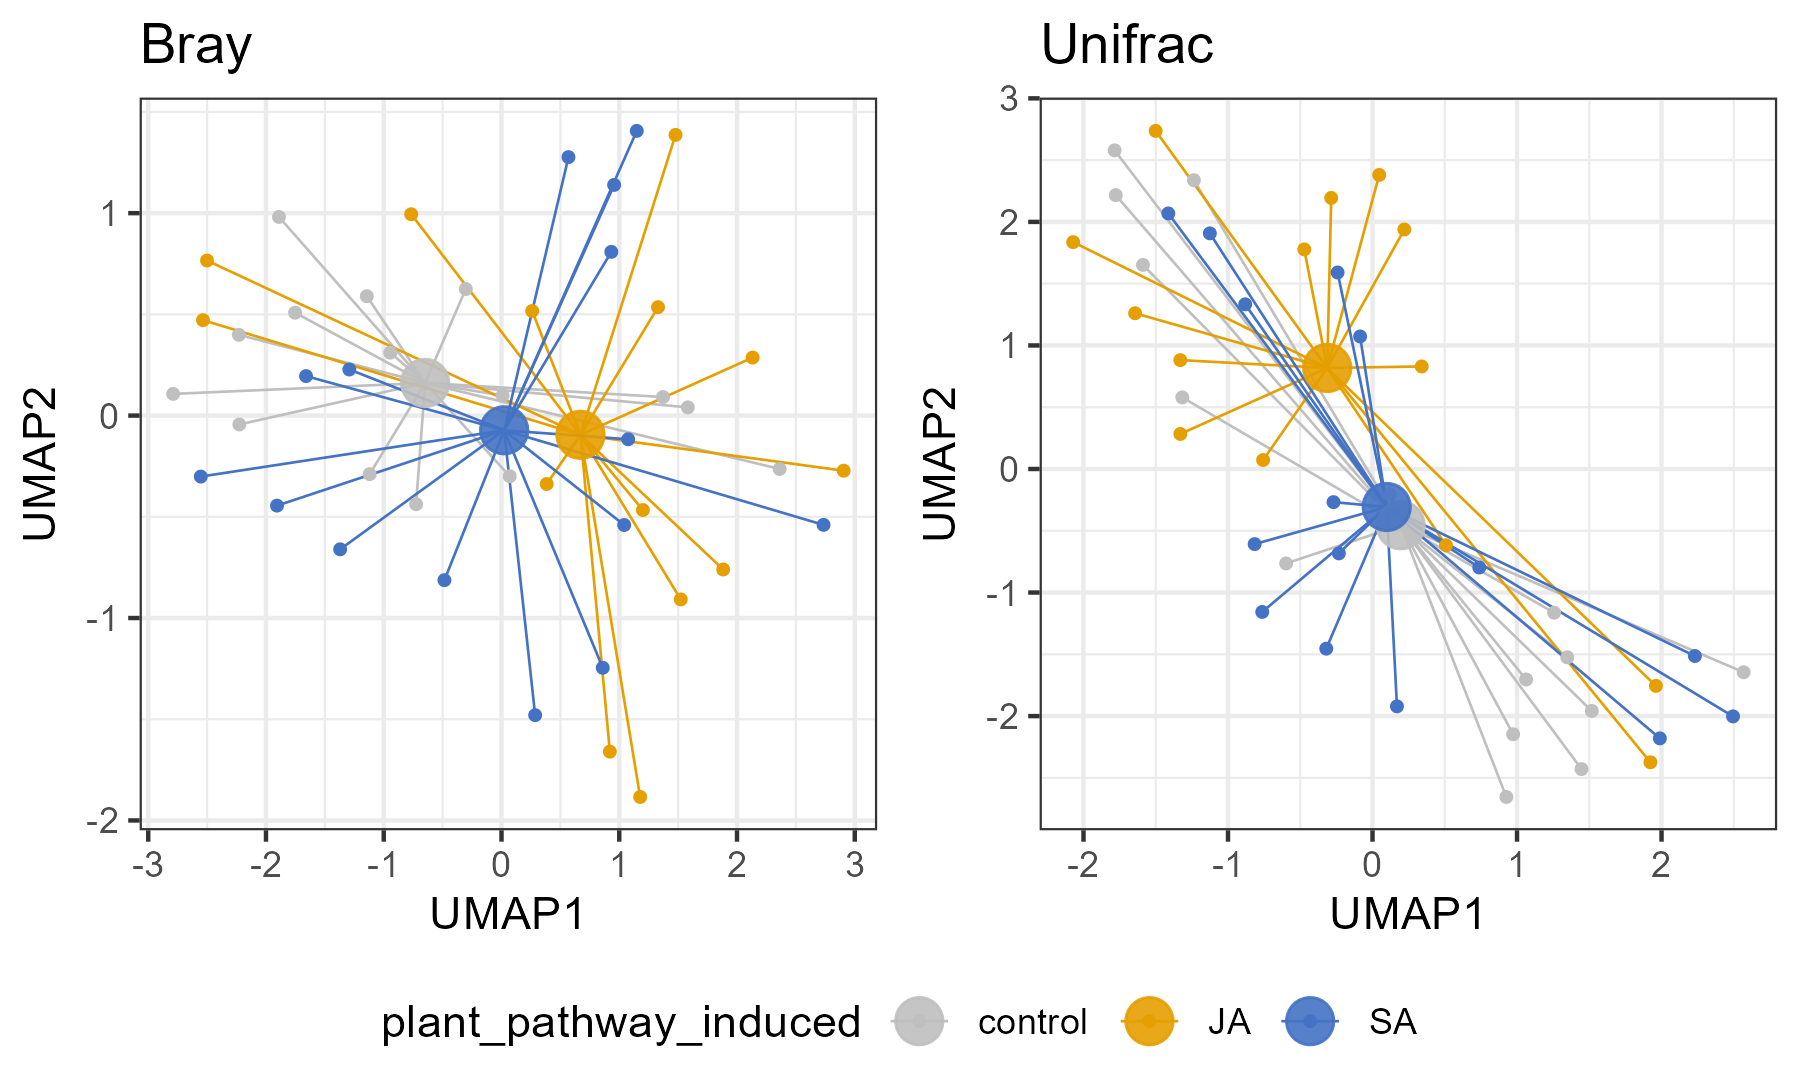 Bray
Unifrac
UMAP2
1
0
-1
-2
-3 -2 -1 0 1 2 3
UMAP1
UMAP2
3
2
1
0
-1
-2
-2 -1 0 1 2
UMAP1
plant_pathway_induced control JA SA